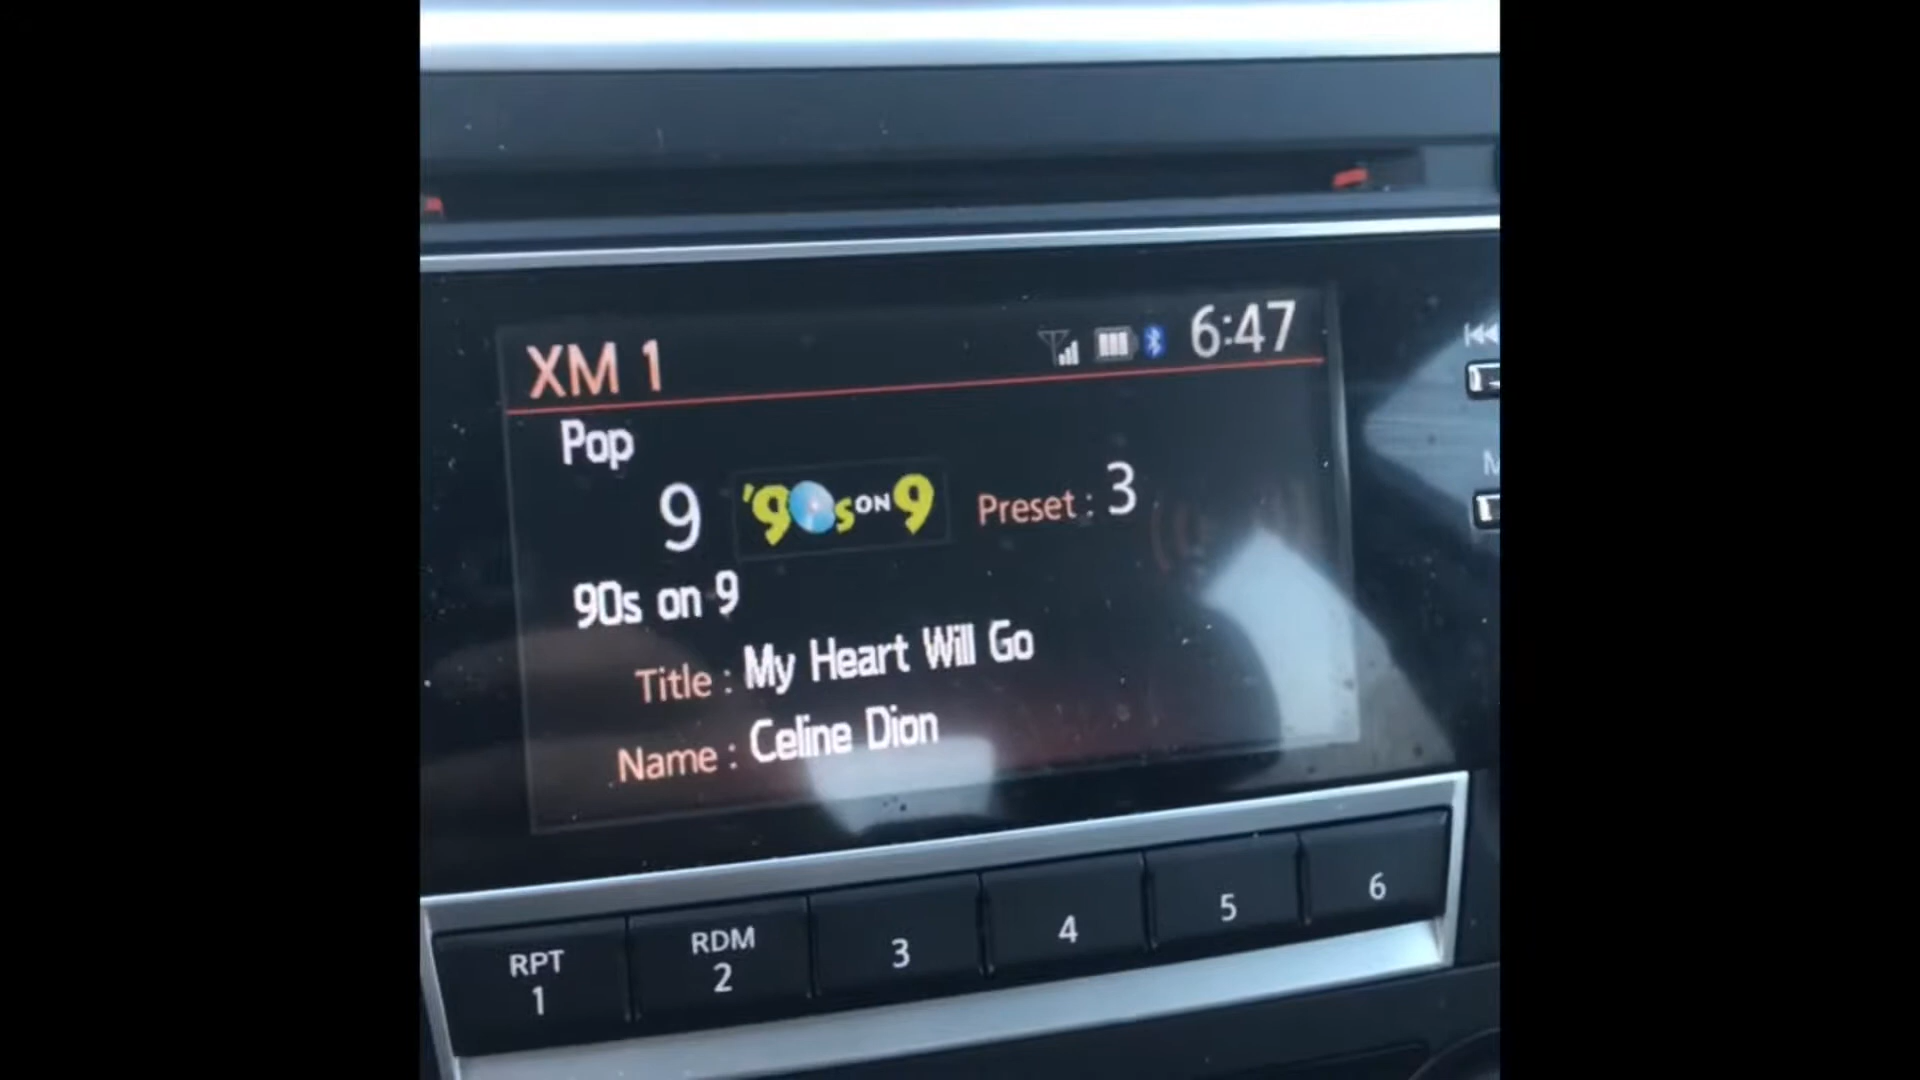 XM 1 6:47
Pop
9 '90s ON 9 Preset : 3
90s on 9
Title : My Heart Will Go
Name : Celine Dion
RPT RDM
1 2 3 4 5 6